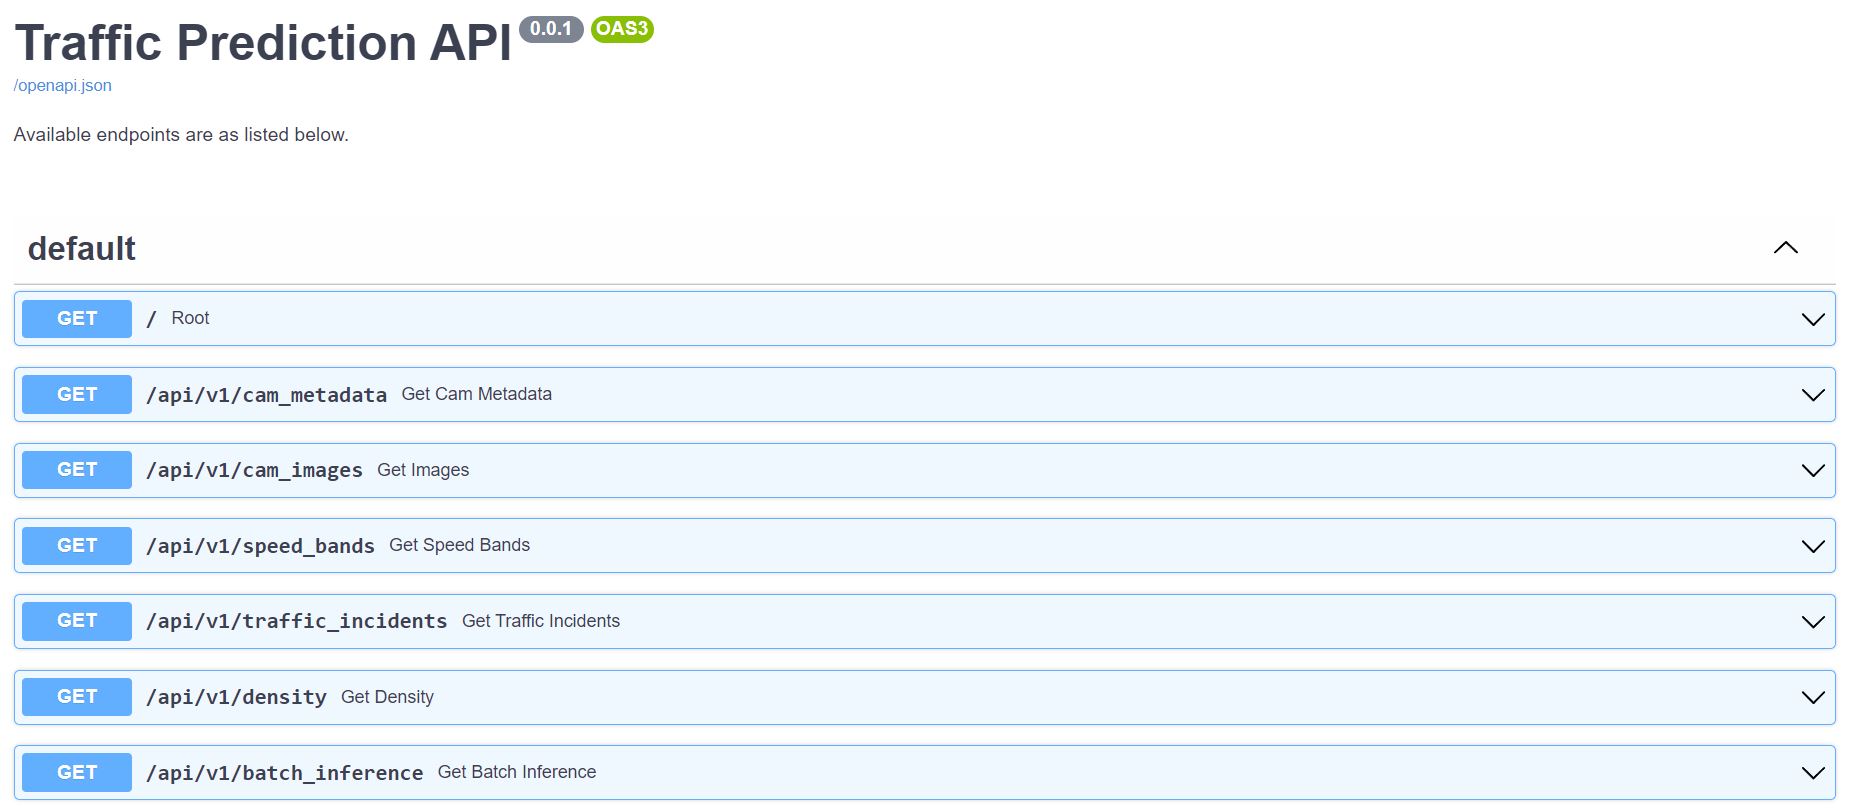 Traffic Prediction API 0.0.1 OAS3
/openapi.json
Available endpoints are as listed below.
default
GET / Root
GET /api/v1/cam_metadata Get Cam Metadata
GET /api/v1/cam_images Get Images
GET /api/v1/speed_bands Get Speed Bands
GET /api/v1/traffic_incidents Get Traffic Incidents
GET /api/v1/density Get Density
GET /api/v1/batch_inference Get Batch Inference